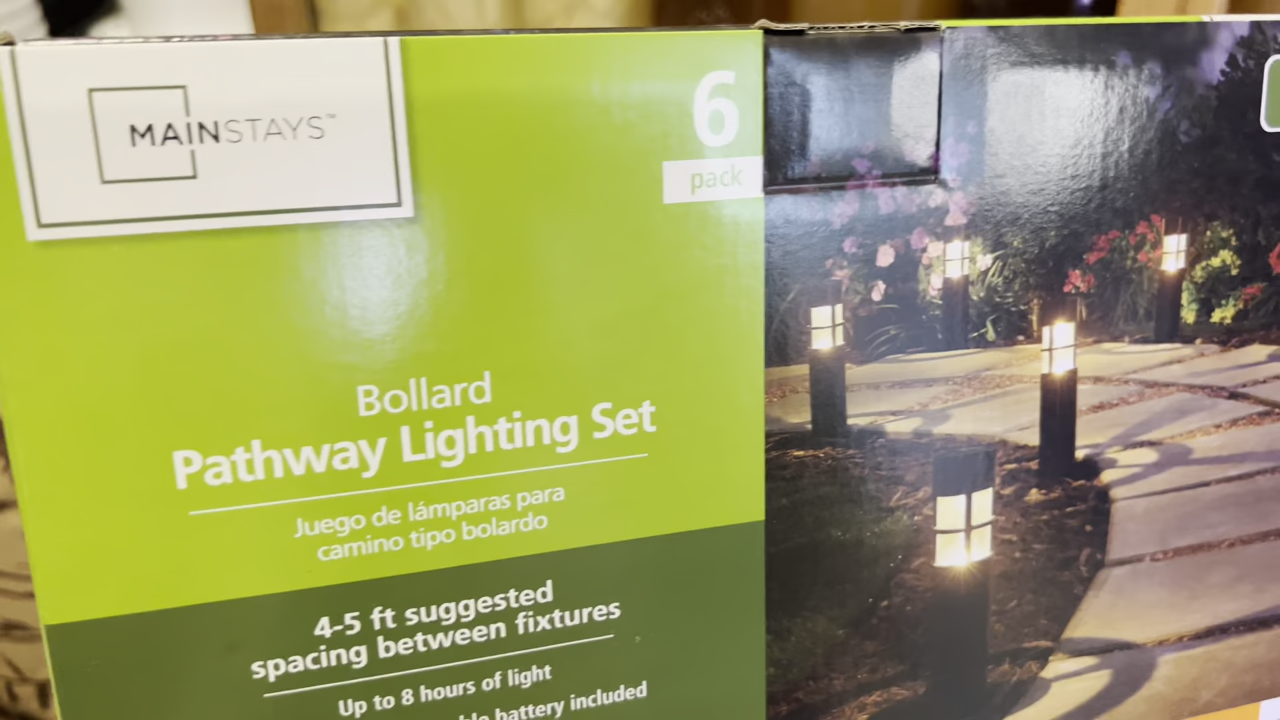 MAINSTAYS™
6
pack
Bollard
Pathway Lighting Set
Juego de lámparas para
camino tipo bolardo
4-5 ft suggested
spacing between fixtures
Up to 8 hours of light
battery included